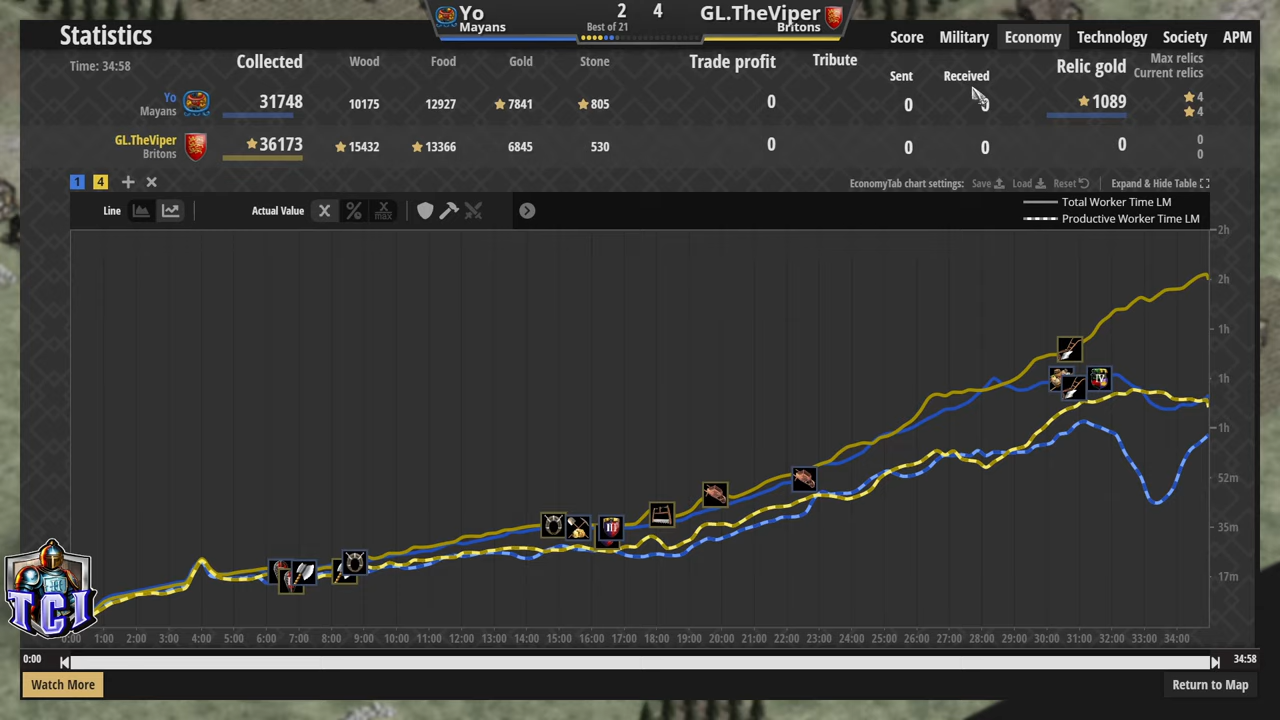 Yo 2 4 GL.TheViper
Mayans Best of 21 Britons
Statistics
Score Military Economy Technology Society APM
Time: 34:58
Collected Wood Food Gold Stone Trade profit Tribute Sent Received Relic gold Max relics
Current relics
Yo
Mayans
31748 10175 12927 7841 805 0 0 0 1089 4
4
GL.TheViper
Britons
36173 15432 13366 6845 530 0 0 0 0 0
0
1 4 EconomyTab chart settings: Save Load Reset Expand & Hide Table
Line Actual Value X % X/max
Total Worker Time LM
Productive Worker Time LM
2h
2h
1h
1h
1h
52m
35m
17m
III
IV
0:00 1:00 2:00 3:00 4:00 5:00 6:00 7:00 8:00 9:00 10:00 11:00 12:00 13:00 14:00 15:00 16:00 17:00 18:00 19:00 20:00 21:00 22:00 23:00 24:00 25:00 26:00 27:00 28:00 29:00 30:00 31:00 32:00 33:00 34:00
TCI
0:00 34:58
Watch More Return to Map